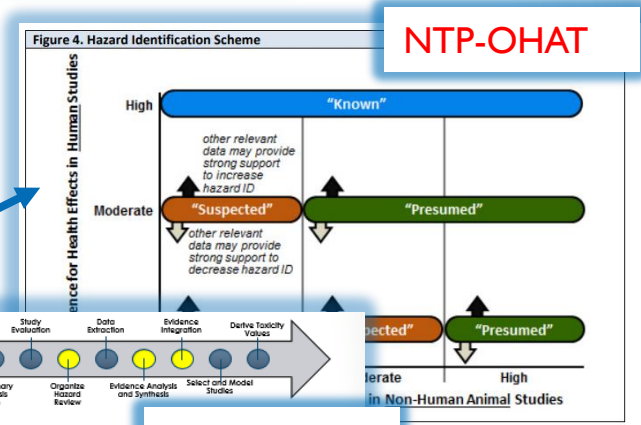 NTP-OHAT
Figure 4. Hazard Identification Scheme
for Health Effects in Human Studies
High
"Known"
other relevant
data may provide
strong support
to increase
hazard ID
Moderate
"Suspected"
"Presumed"
other relevant
data may provide
strong support to
decrease hazard ID
"Presumed"
High
in Non-Human Animal Studies
Study
Evaluation
Data
Extraction
Evidence
Integration
Derive Toxicity
Values
Organize
Hazard
Review
Evidence Analysis
and Synthesis
Select and Model
Studies